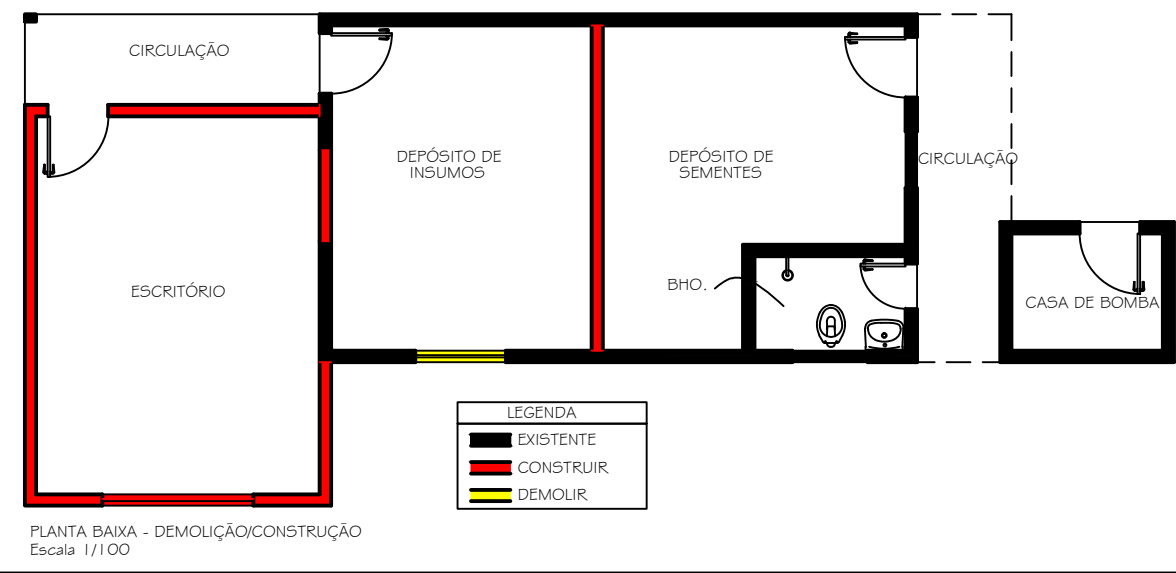 CIRCULAÇÃO
DEPÓSITO DE
INSUMOS
DEPÓSITO DE
SEMENTES
CIRCULAÇÃO
ESCRITÓRIO
BHO.
CASA DE BOMBA
LEGENDA
EXISTENTE
CONSTRUIR
DEMOLIR
PLANTA BAIXA - DEMOLIÇÃO/CONSTRUÇÃO
Escala 1/100